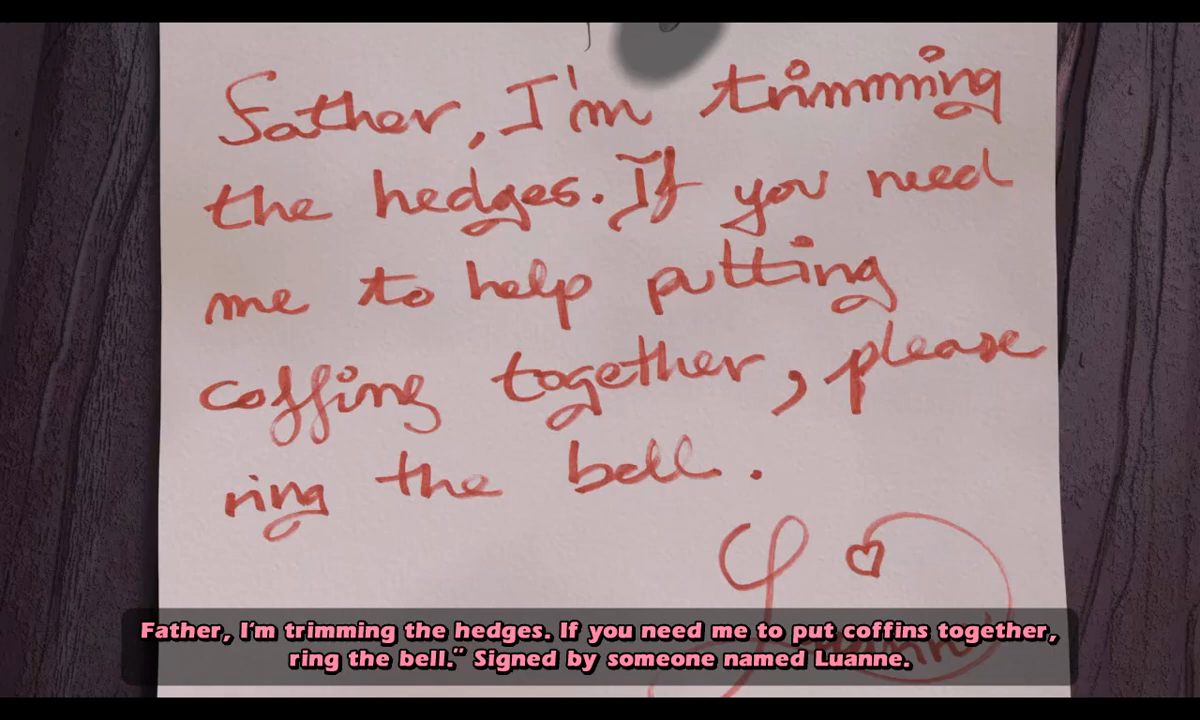 Father, I'm trimming
the hedges. If you need
me to help putting
coffing together, please
ring the bell.
Father, I'm trimming the hedges. If you need me to put coffins together,
ring the bell." Signed by someone named Luanne.